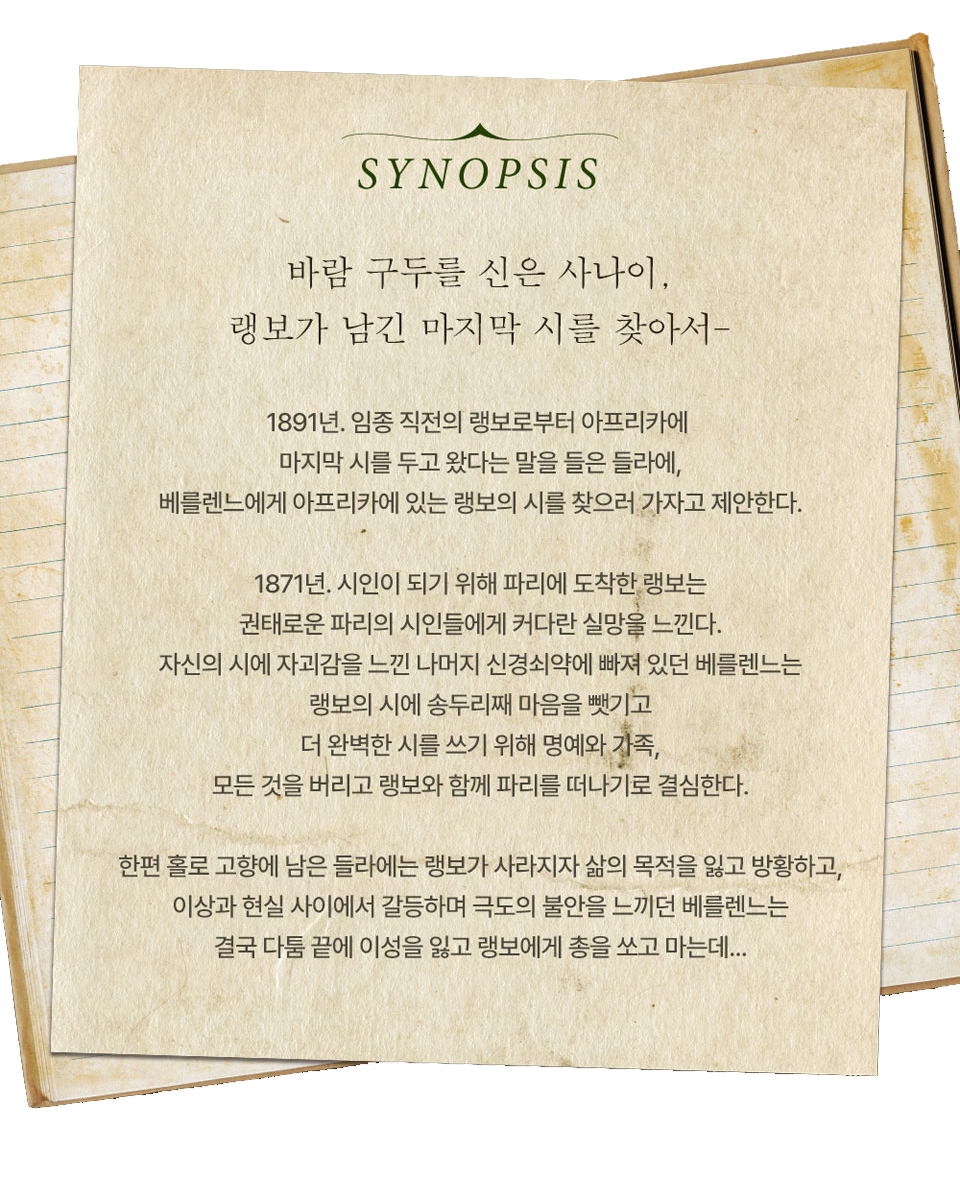 SYNOPSIS
바람 구두를 신은 사나이,
랭보가 남긴 마지막 시를 찾아서-
1891년. 임종 직전의 랭보로부터 아프리카에
마지막 시를 두고 왔다는 말을 들은 들라에,
베를렌느에게 아프리카에 있는 랭보의 시를 찾으러 가자고 제안한다.
1871년. 시인이 되기 위해 파리에 도착한 랭보는
권태로운 파리의 시인들에게 커다란 실망을 느낀다.
자신의 시에 자괴감을 느낀 나머지 신경쇠약에 빠져 있던 베를렌느는
랭보의 시에 송두리째 마음을 뺏기고
더 완벽한 시를 쓰기 위해 명예와 가족,
모든 것을 버리고 랭보와 함께 파리를 떠나기로 결심한다.
한편 홀로 고향에 남은 들라에는 랭보가 사라지자 삶의 목적을 잃고 방황하고,
이상과 현실 사이에서 갈등하며 극도의 불안을 느끼던 베를렌느는
결국 다툼 끝에 이성을 잃고 랭보에게 총을 쏘고 마는데...